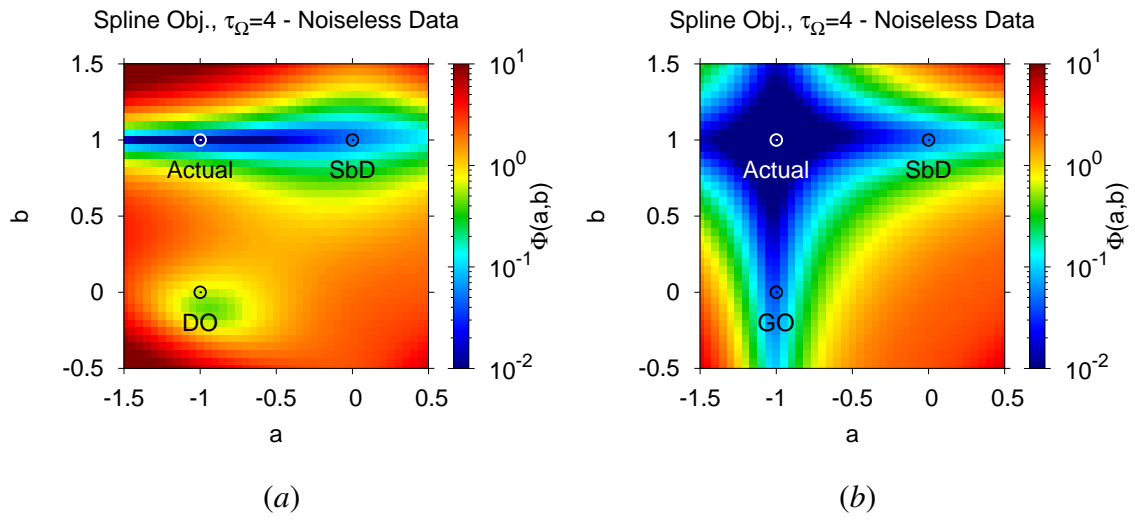 Spline Obj., τΩ=4 - Noiseless Data
1.5
1
0.5
0
-0.5
b
Actual
SbD
DO
-1.5
-1
-0.5
0
0.5
a
10^1
10^0
10^-1
10^-2
Φ(a,b)
(a)
Spline Obj., τΩ=4 - Noiseless Data
1.5
1
0.5
0
-0.5
b
Actual
SbD
GO
-1.5
-1
-0.5
0
0.5
a
10^1
10^0
10^-1
10^-2
Φ(a,b)
(b)